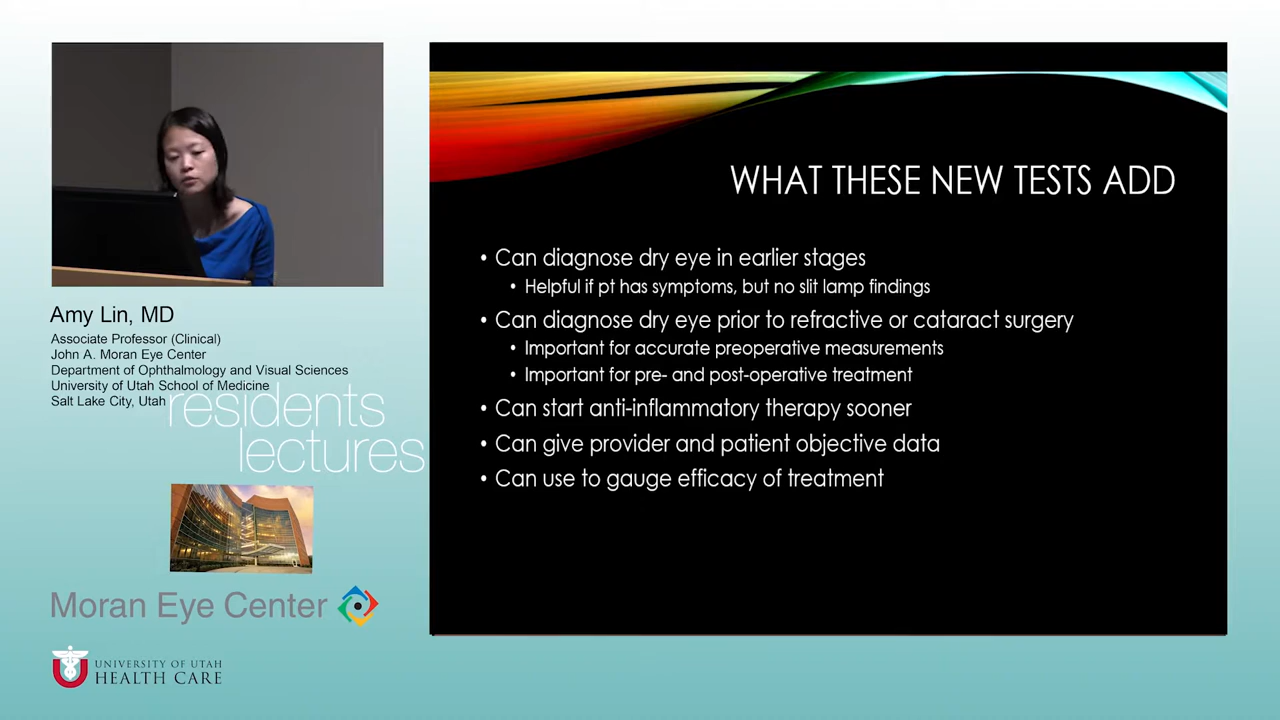 WHAT THESE NEW TESTS ADD
• Can diagnose dry eye in earlier stages
• Helpful if pt has symptoms, but no slit lamp findings
• Can diagnose dry eye prior to refractive or cataract surgery
• Important for accurate preoperative measurements
• Important for pre- and post-operative treatment
• Can start anti-inflammatory therapy sooner
• Can give provider and patient objective data
• Can use to gauge efficacy of treatment
Amy Lin, MD
Associate Professor (Clinical)
John A. Moran Eye Center
Department of Ophthalmology and Visual Sciences
University of Utah School of Medicine
Salt Lake City, Utah
residents
lectures
Moran Eye Center
UNIVERSITY OF UTAH
HEALTH CARE